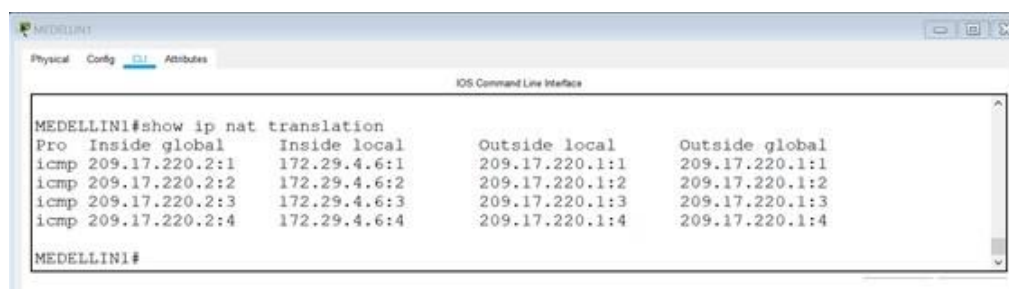 MEDELLIN1
Physical Config CLI Attributes
IOS Command Line Interface
MEDELLIN1#show ip nat translation
Pro Inside global Inside local Outside local Outside global
icmp 209.17.220.2:1 172.29.4.6:1 209.17.220.1:1 209.17.220.1:1
icmp 209.17.220.2:2 172.29.4.6:2 209.17.220.1:2 209.17.220.1:2
icmp 209.17.220.2:3 172.29.4.6:3 209.17.220.1:3 209.17.220.1:3
icmp 209.17.220.2:4 172.29.4.6:4 209.17.220.1:4 209.17.220.1:4
MEDELLIN1#